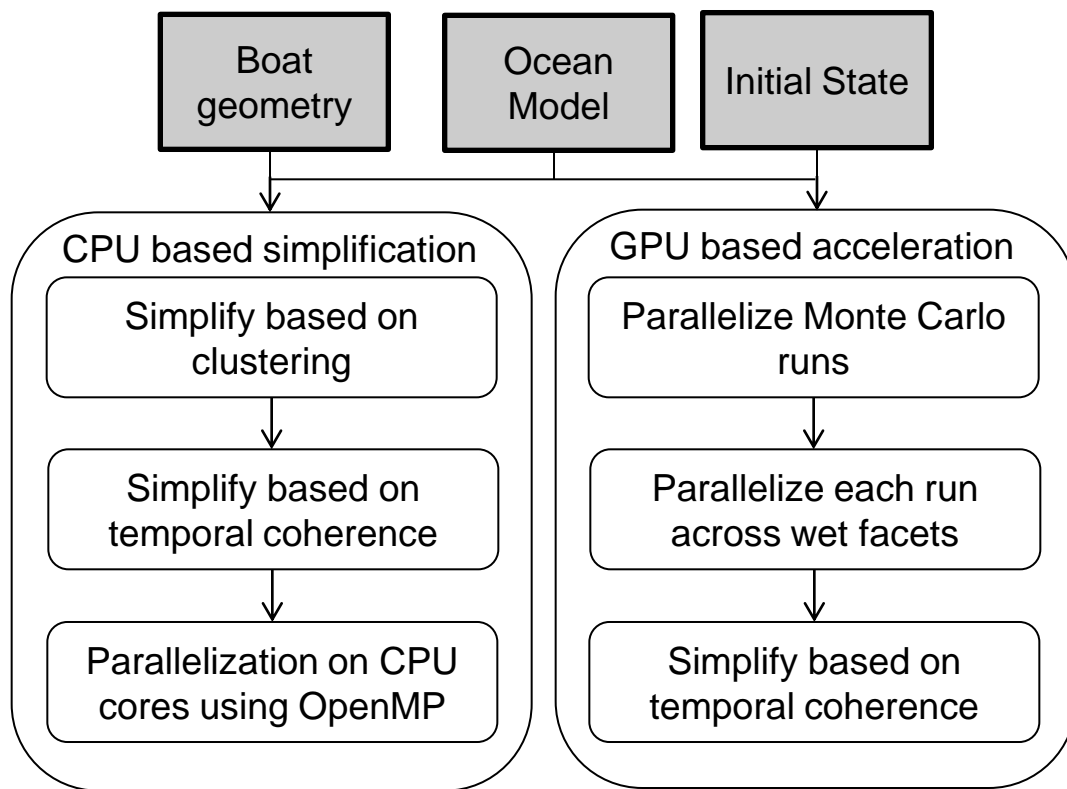 Boat
geometry
Ocean
Model
Initial State
CPU based simplification
Simplify based on
clustering
Simplify based on
temporal coherence
Parallelization on CPU
cores using OpenMP
GPU based acceleration
Parallelize Monte Carlo
runs
Parallelize each run
across wet facets
Simplify based on
temporal coherence